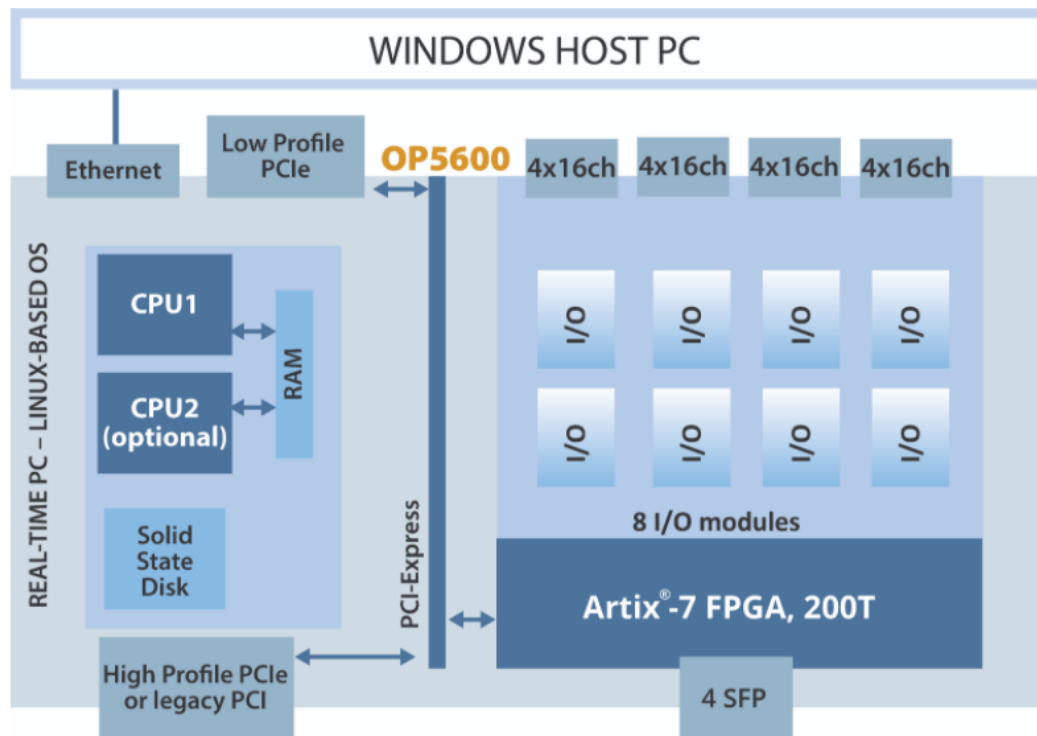 WINDOWS HOST PC
Ethernet
Low Profile
PCIe
OP5600
4x16ch
4x16ch
4x16ch
4x16ch
REAL-TIME PC – LINUX-BASED OS
CPU1
CPU2
(optional)
RAM
Solid
State
Disk
PCI-Express
High Profile PCIe
or legacy PCI
I/O
I/O
I/O
I/O
I/O
I/O
I/O
I/O
8 I/O modules
Artix®-7 FPGA, 200T
4 SFP